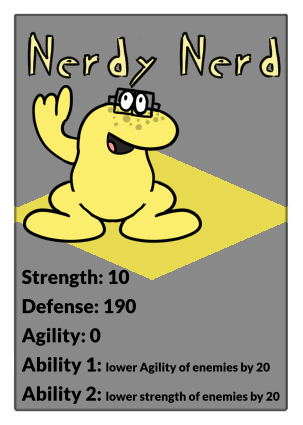 Nerdy Nerd
Strength: 10
Defense: 190
Agility: 0
Ability 1: lower Agility of enemies by 20
Ability 2: lower strength of enemies by 20